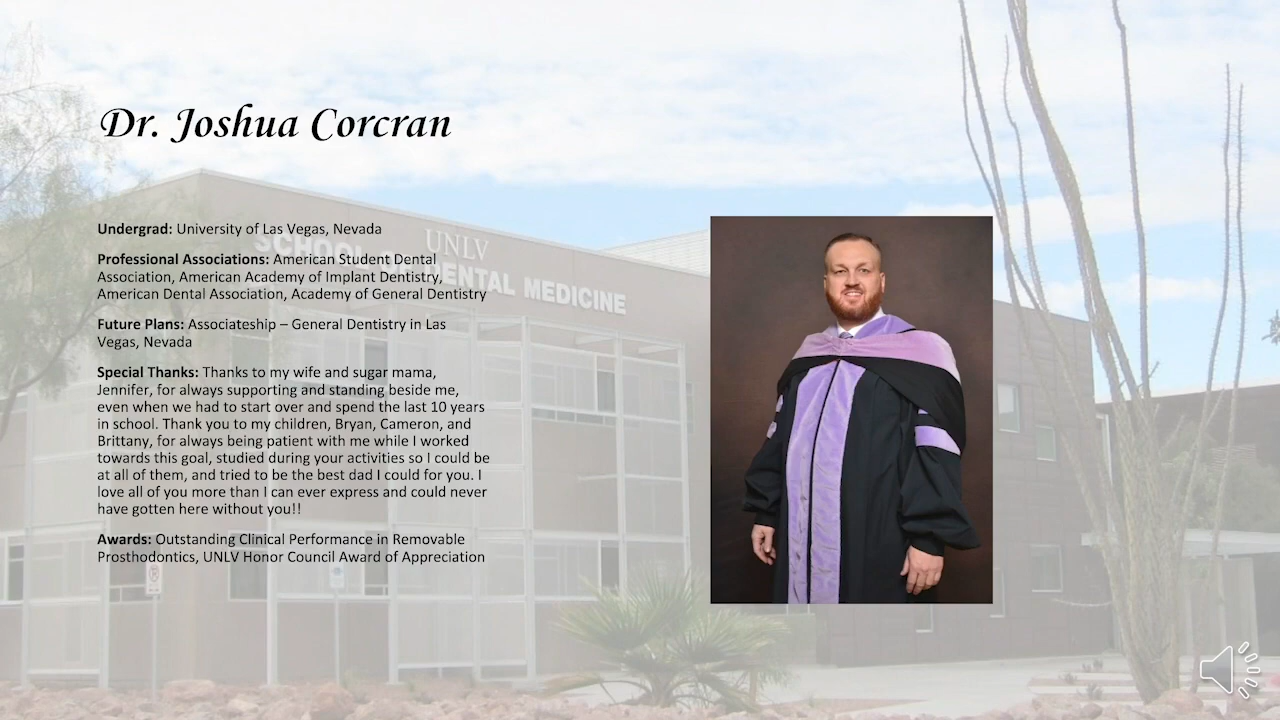 Dr. Joshua Corcran
Undergrad: University of Las Vegas, Nevada
UNLV
SCHOOL OF DENTAL MEDICINE
Professional Associations: American Student Dental
Association, American Academy of Implant Dentistry,
American Dental Association, Academy of General Dentistry
Future Plans: Associateship – General Dentistry in Las
Vegas, Nevada
Special Thanks: Thanks to my wife and sugar mama,
Jennifer, for always supporting and standing beside me,
even when we had to start over and spend the last 10 years
in school. Thank you to my children, Bryan, Cameron, and
Brittany, for always being patient with me while I worked
towards this goal, studied during your activities so I could be
at all of them, and tried to be the best dad I could for you. I
love all of you more than I can ever express and could never
have gotten here without you!!
Awards: Outstanding Clinical Performance in Removable
Prosthodontics, UNLV Honor Council Award of Appreciation